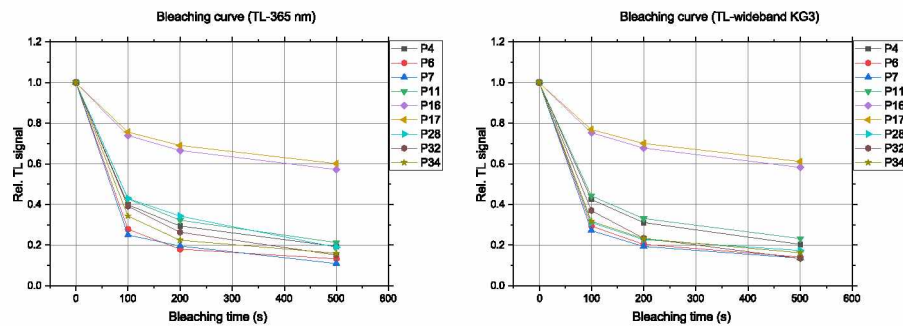 Bleaching curve (TL-365 nm)
1.2
1.0
0.8
0.6
0.4
0.2
0.0
Rel. TL signal
0 100 200 300 400 500 600
Bleaching time (s)
P4
P6
P7
P11
P16
P17
P28
P32
P34
Bleaching curve (TL-wideband KG3)
1.2
1.0
0.8
0.6
0.4
0.2
0.0
Rel. TL signal
0 100 200 300 400 500 600
Bleaching time (s)
P4
P6
P7
P11
P16
P17
P28
P32
P34